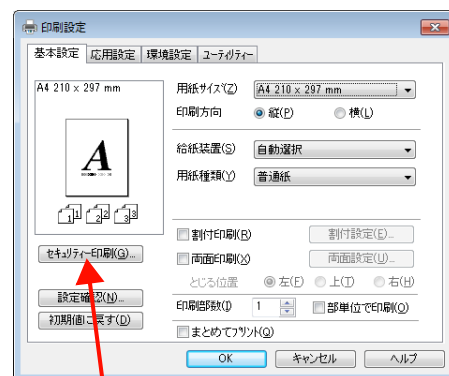 印刷設定
基本設定 応用設定 環境設定 ユーティリティー
A4 210 x 297 mm
用紙サイズ(Z) A4 210 x 297 mm
印刷方向 縦(P) 横(L)
給紙装置(S) 自動選択
用紙種類(Y) 普通紙
A
1 1 2 2 3 3
割付印刷(R) 割付設定(E)...
セキュリティー印刷(G)...
両面印刷(X) 両面設定(U)...
とじる位置 左(F) 上(T) 右(H)
設定確認(N)...
印刷部数(I) 1 部単位で印刷(O)
初期値に戻す(D)
まとめてプリント(Q)
OK キャンセル ヘルプ